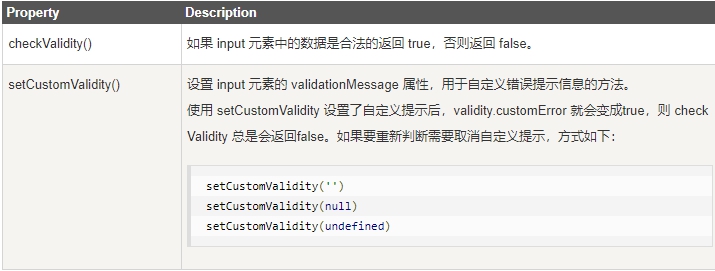 Property Description
checkValidity() 如果 input 元素中的数据是合法的返回 true，否则返回 false。
setCustomValidity() 设置 input 元素的 validationMessage 属性，用于自定义错误提示信息的方法。
使用 setCustomValidity 设置了自定义提示后，validity.customError 就会变成true，则 check
Validity 总是会返回false。如果要重新判断需要取消自定义提示，方式如下：
setCustomValidity('')
setCustomValidity(null)
setCustomValidity(undefined)